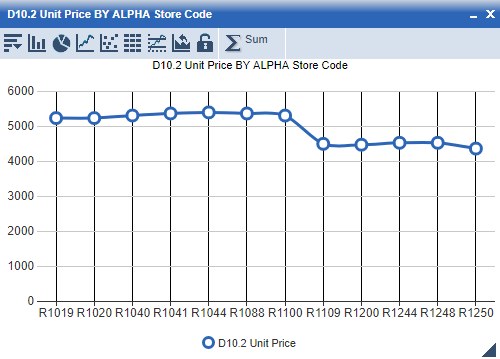 D10.2 Unit Price BY ALPHA Store Code
Sum
D10.2 Unit Price BY ALPHA Store Code
6000
5000
4000
3000
2000
1000
0
R1019 R1020 R1040 R1041 R1044 R1088 R1100 R1109 R1200 R1244 R1248 R1250
D10.2 Unit Price